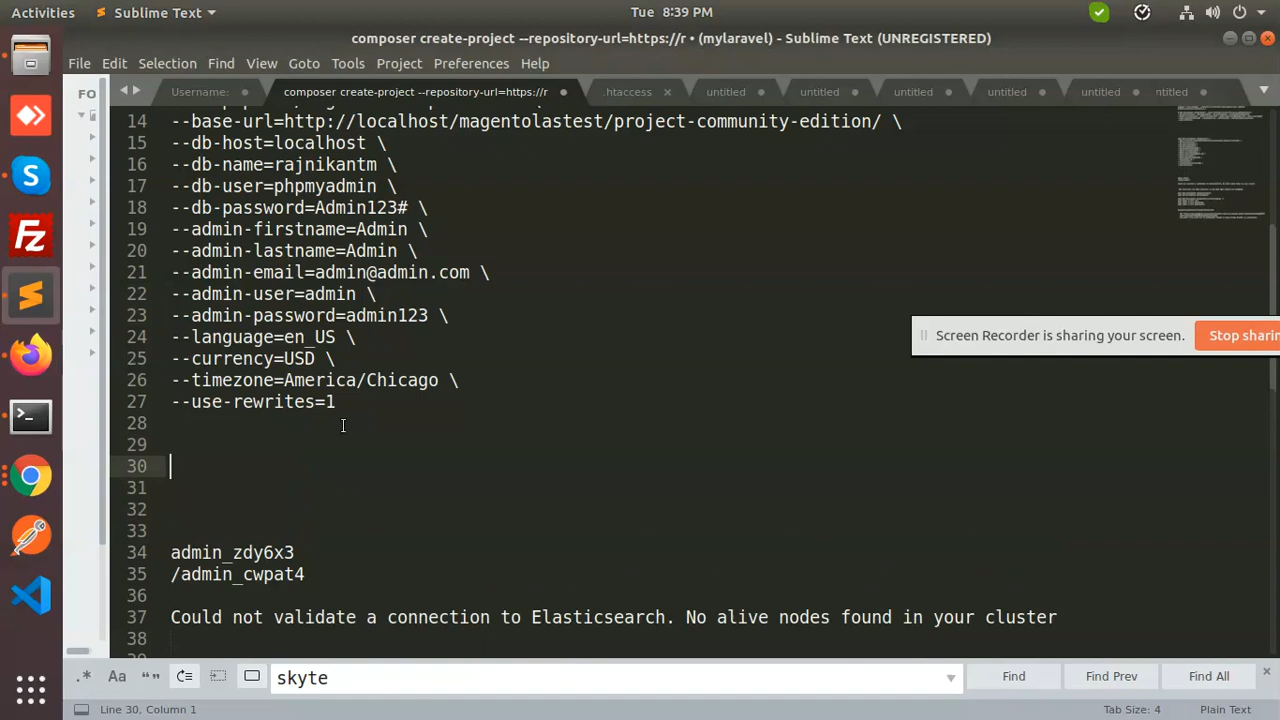 Activities
Sublime Text
Tue 8:39 PM
composer create-project --repository-url=https://r • (mylaravel) - Sublime Text (UNREGISTERED)
File Edit Selection Find View Goto Tools Project Preferences Help
FO
Username:
composer create-project --repository-url=https://r
.htaccess
untitled
untitled
untitled
untitled
untitled
ntitled
14 --base-url=http://localhost/magentolastest/project-community-edition/ \
15 --db-host=localhost \
16 --db-name=rajnikantm \
17 --db-user=phpmyadmin \
18 --db-password=Admin123# \
19 --admin-firstname=Admin \
20 --admin-lastname=Admin \
21 --admin-email=admin@admin.com \
22 --admin-user=admin \
23 --admin-password=admin123 \
24 --language=en_US \
25 --currency=USD \
26 --timezone=America/Chicago \
27 --use-rewrites=1
28
29
30
31
32
33
34 admin_zdy6x3
35 /admin_cwpat4
36
37 Could not validate a connection to Elasticsearch. No alive nodes found in your cluster
38
Screen Recorder is sharing your screen.
Stop sharin
.* Aa
skyte
Find
Find Prev
Find All
Line 30, Column 1
Tab Size: 4
Plain Text